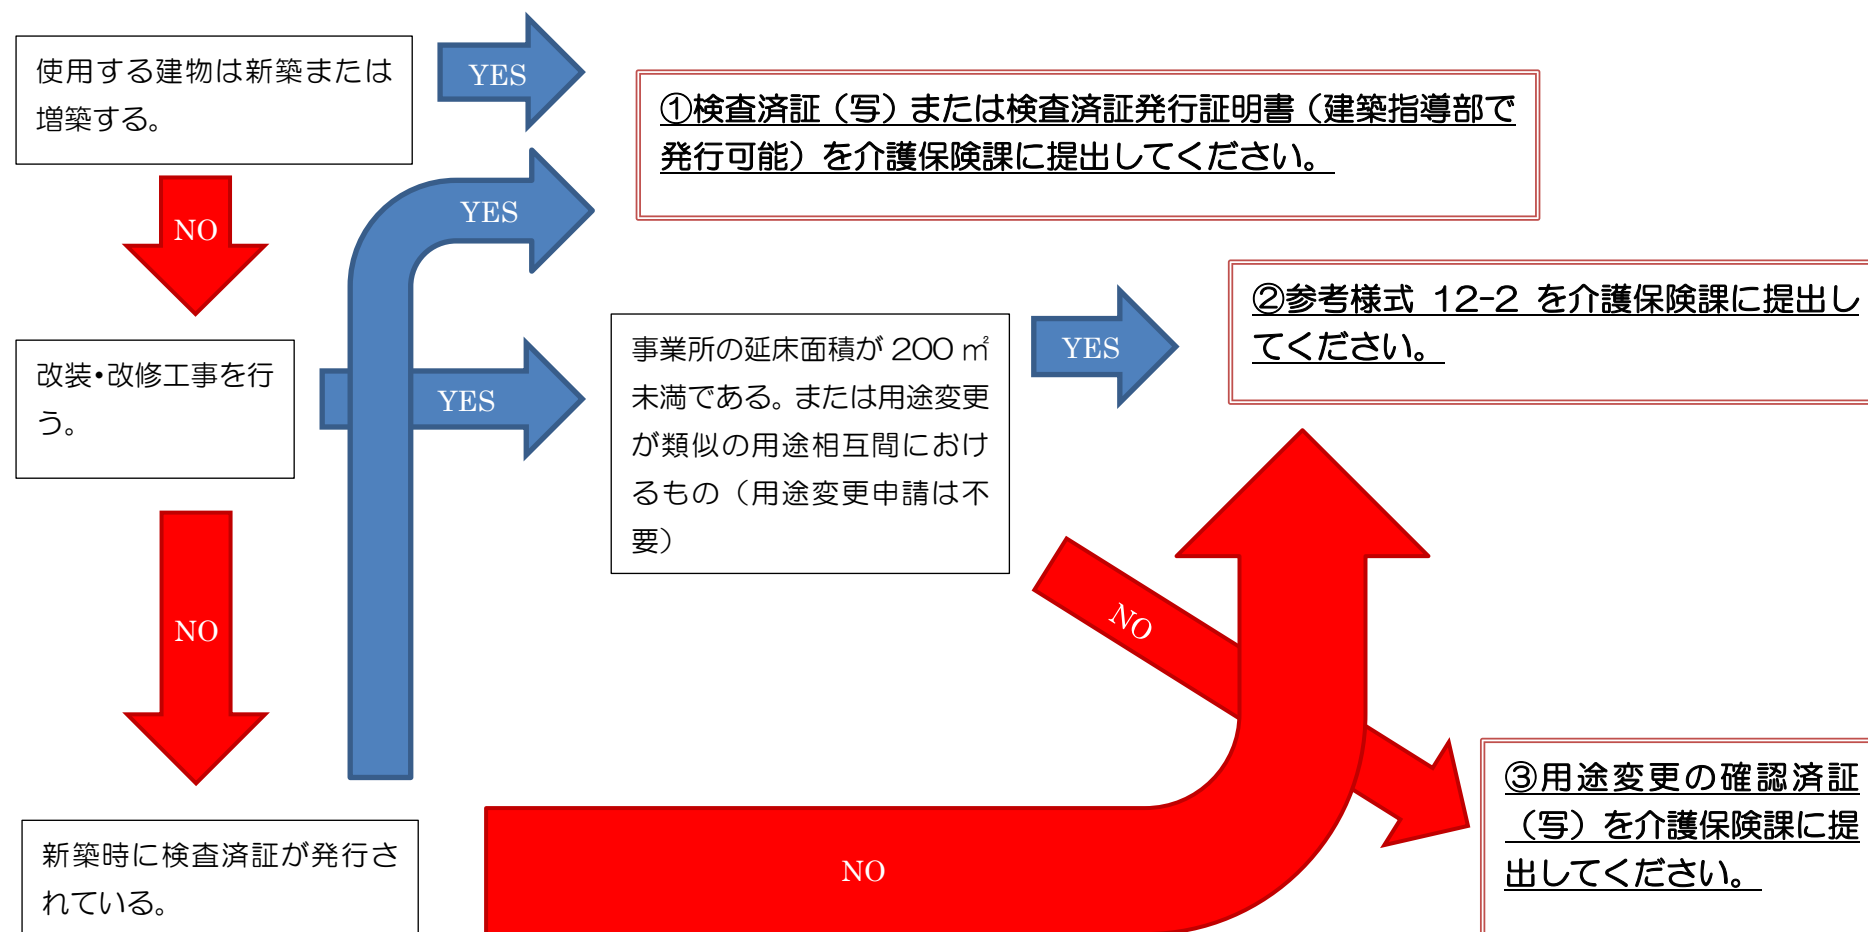 使用する建物は新築または
増築する。
YES
①検査済証（写）または検査済証発行証明書（建築指導部で
発行可能）を介護保険課に提出してください。
YES
NO
②参考様式 12-2 を介護保険課に提出し
てください。
改装・改修工事を行
う。
YES
事業所の延床面積が 200 ㎡
未満である。または用途変更
が類似の用途相互間におけ
るもの（用途変更申請は不
要）
YES
NO
NO
③用途変更の確認済証
（写）を介護保険課に提
出してください。
新築時に検査済証が発行さ
れている。
NO